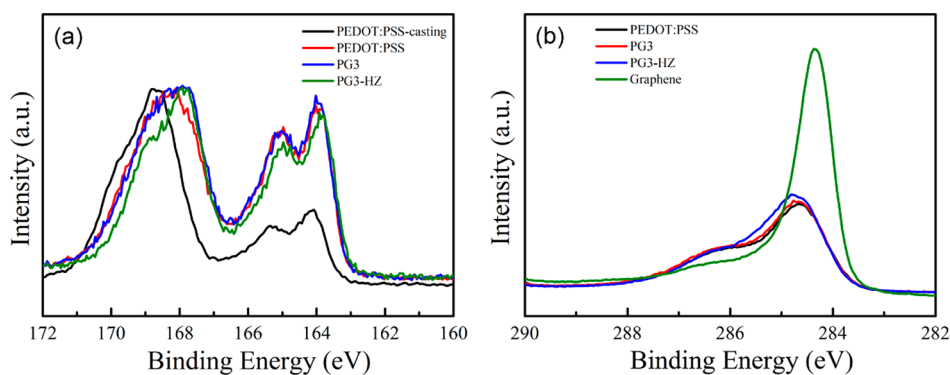 (a)
PEDOT:PSS-casting
PEDOT:PSS
PG3
PG3-HZ
Intensity (a.u.)
172 170 168 166 164 162 160
Binding Energy (eV)
(b)
PEDOT:PSS
PG3
PG3-HZ
Graphene
Intensity (a.u.)
290 288 286 284 282
Binding Energy (eV)